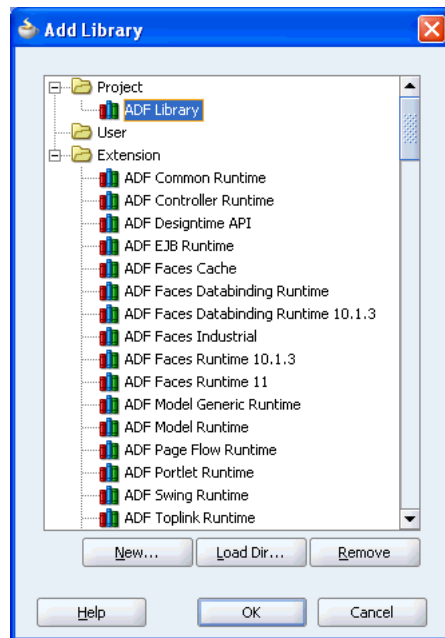 Add Library
Project
ADF Library
User
Extension
ADF Common Runtime
ADF Controller Runtime
ADF Designtime API
ADF EJB Runtime
ADF Faces Cache
ADF Faces Databinding Runtime
ADF Faces Databinding Runtime 10.1.3
ADF Faces Industrial
ADF Faces Runtime 10.1.3
ADF Faces Runtime 11
ADF Model Generic Runtime
ADF Model Runtime
ADF Page Flow Runtime
ADF Portlet Runtime
ADF Swing Runtime
ADF Toplink Runtime
New... Load Dir... Remove
Help OK Cancel